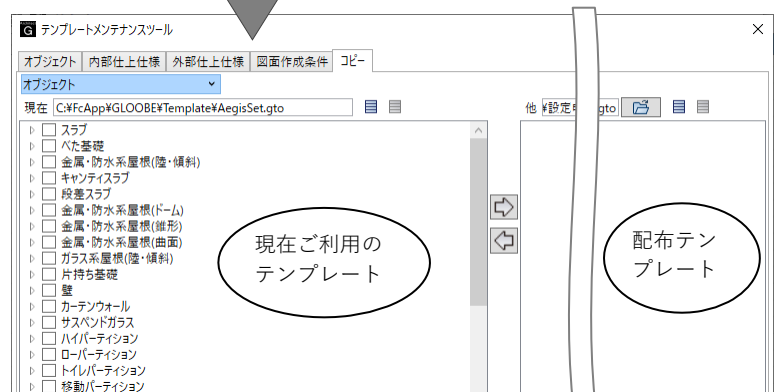 G テンプレートメンテナンスツール
オブジェクト 内部仕上仕様 外部仕上仕様 図面作成条件 コピー
オブジェクト
現在 C:¥FcApp¥GLOOBE¥Template¥AegisSet.gto 他 ¥設定 gto
スラブ
べた基礎
金属・防水系屋根(陸・傾斜)
キャンティスラブ
段差スラブ
金属・防水系屋根(ドーム)
金属・防水系屋根(錐形)
金属・防水系屋根(曲面)
ガラス系屋根(陸・傾斜)
片持ち基礎
壁
カーテンウォール
サスペンドガラス
ハイパーティション
ローパーティション
トイレパーティション
移動パーティション
現在ご利用の
テンプレート
配布テン
プレート